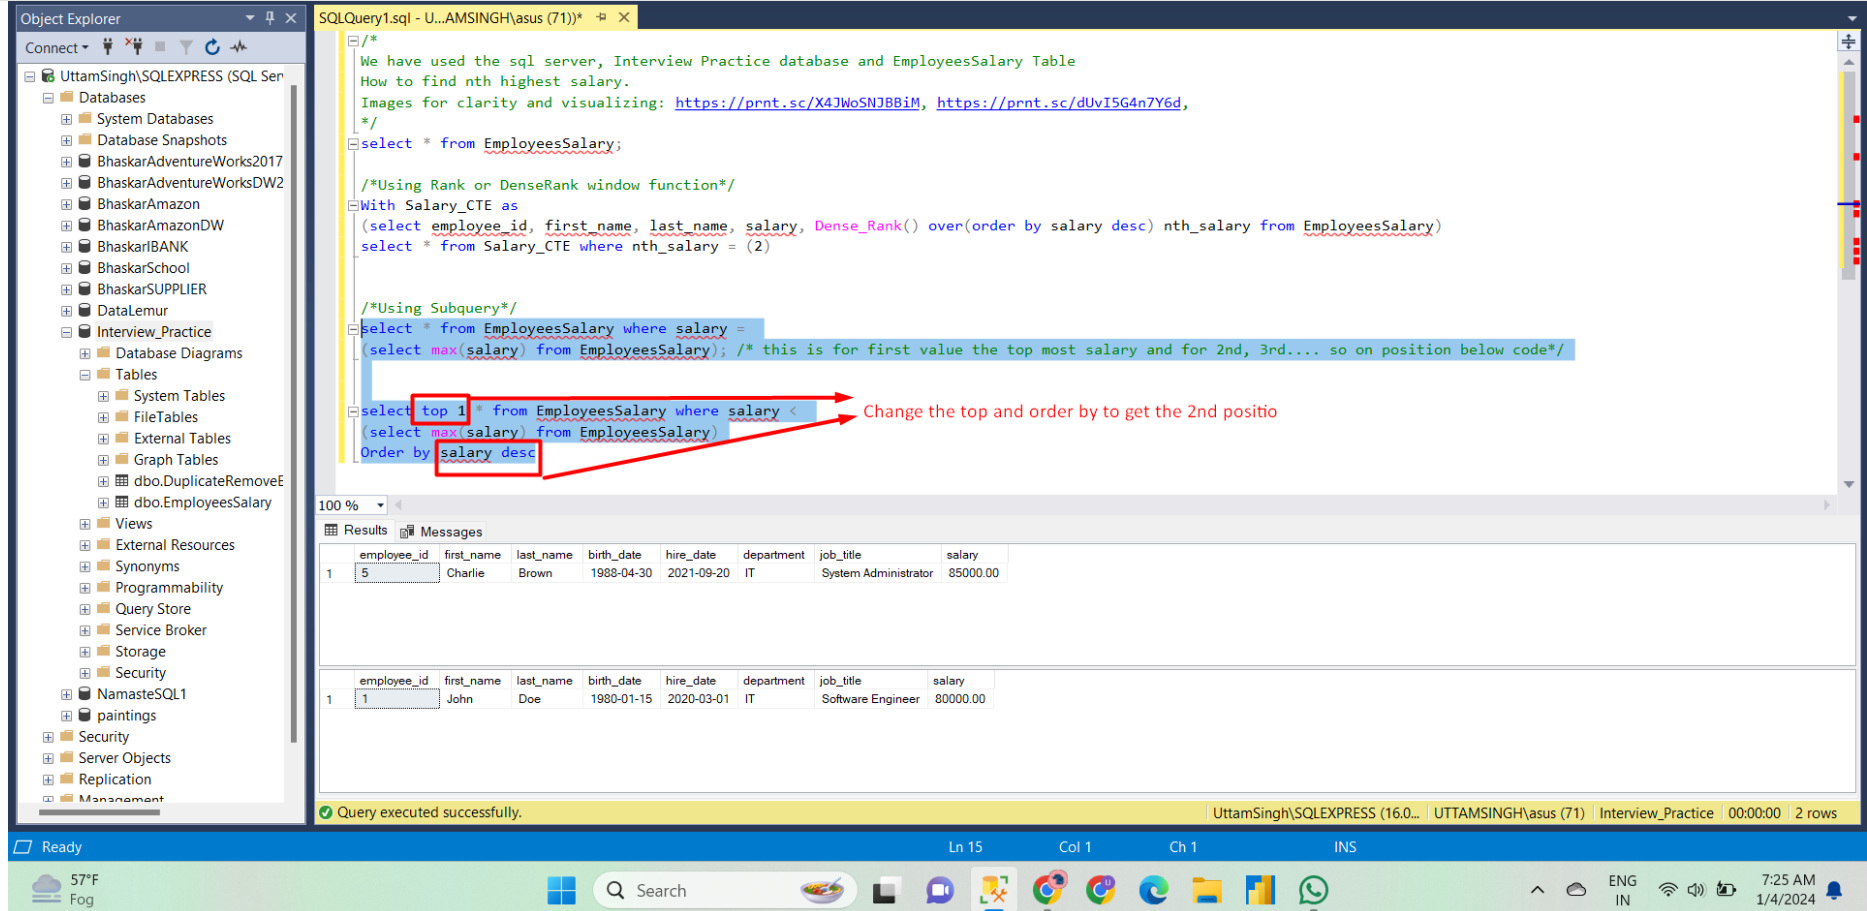 Object Explorer
Connect
UttamSingh\SQLEXPRESS (SQL Ser
Databases
System Databases
Database Snapshots
BhaskarAdventureWorks2017
BhaskarAdventureWorksDW2
BhaskarAmazon
BhaskarAmazonDW
BhaskarIBANK
BhaskarSchool
BhaskarSUPPLIER
DataLemur
Interview_Practice
Database Diagrams
Tables
System Tables
FileTables
External Tables
Graph Tables
dbo.DuplicateRemoveE
dbo.EmployeesSalary
Views
External Resources
Synonyms
Programmability
Query Store
Service Broker
Storage
Security
NamasteSQL1
paintings
Security
Server Objects
Replication
Management
SQLQuery1.sql - U...AMSINGH\asus (71))*
/*
We have used the sql server, Interview Practice database and EmployeesSalary Table
How to find nth highest salary.
Images for clarity and visualizing: https://prnt.sc/X4JWoSNJBBiM, https://prnt.sc/dUvI5G4n7Y6d,
*/
select * from EmployeesSalary;
/*Using Rank or DenseRank window function*/
With Salary_CTE as
(select employee_id, first_name, last_name, salary, Dense_Rank() over(order by salary desc) nth_salary from EmployeesSalary)
select * from Salary_CTE where nth_salary = (2)
/*Using Subquery*/
select * from EmployeesSalary where salary =
(select max(salary) from EmployeesSalary); /* this is for first value the top most salary and for 2nd, 3rd.... so on position below code*/
select top 1 * from EmployeesSalary where salary <
(select max(salary) from EmployeesSalary)
Order by salary desc
Change the top and order by to get the 2nd positio
100 %
Results Messages
employee_id first_name last_name birth_date hire_date department job_title salary
1 5 Charlie Brown 1988-04-30 2021-09-20 IT System Administrator 85000.00
employee_id first_name last_name birth_date hire_date department job_title salary
1 1 John Doe 1980-01-15 2020-03-01 IT Software Engineer 80000.00
Query executed successfully. UttamSingh\SQLEXPRESS (16.0... UTTAMSINGH\asus (71) Interview_Practice 00:00:00 2 rows
Ready Ln 15 Col 1 Ch 1 INS
57°F
Fog
Search
ENG
IN
7:25 AM
1/4/2024